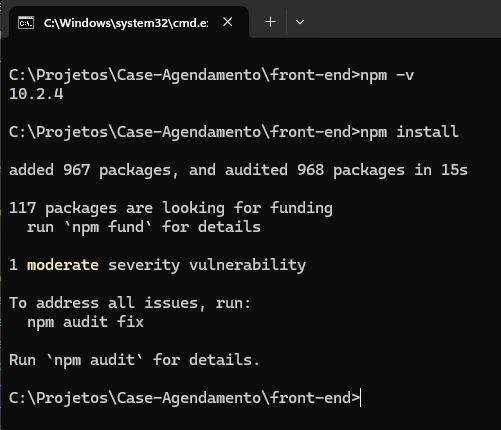 C:\Windows\system32\cmd.e:
C:\Projetos\Case-Agendamento\front-end>npm -v
10.2.4
C:\Projetos\Case-Agendamento\front-end>npm install
added 967 packages, and audited 968 packages in 15s
117 packages are looking for funding
  run `npm fund` for details
1 moderate severity vulnerability
To address all issues, run:
  npm audit fix
Run `npm audit` for details.
C:\Projetos\Case-Agendamento\front-end>